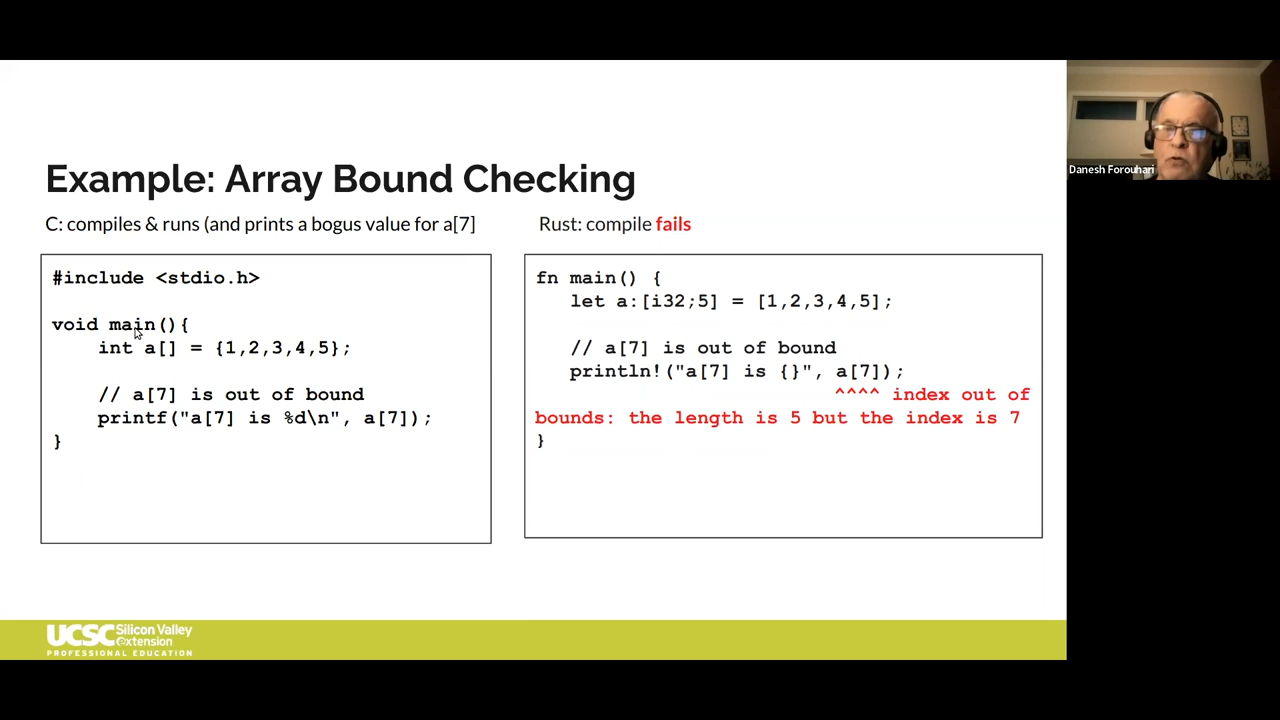 Example: Array Bound Checking
C: compiles & runs (and prints a bogus value for a[7]
#include <stdio.h>
void main(){
int a[] = {1,2,3,4,5};
// a[7] is out of bound
printf("a[7] is %d\n", a[7]);
}
Rust: compile fails
fn main() {
let a:[i32;5] = [1,2,3,4,5];
// a[7] is out of bound
println!("a[7] is {}", a[7]);
^^^^ index out of
bounds: the length is 5 but the index is 7
}
Danesh Forouhari
UCSC Silicon Valley
extension
PROFESSIONAL EDUCATION